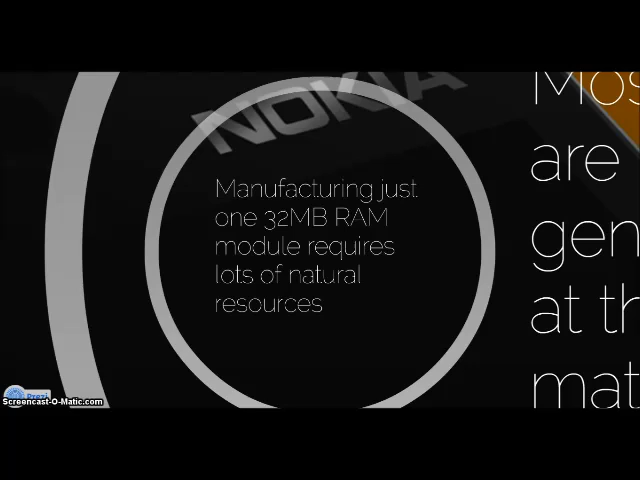 NOKIA
Manufacturing just
one 32MB RAM
module requires
lots of natural
resources
Mos
are
gen
at th
mat
Screencast-O-Matic.com